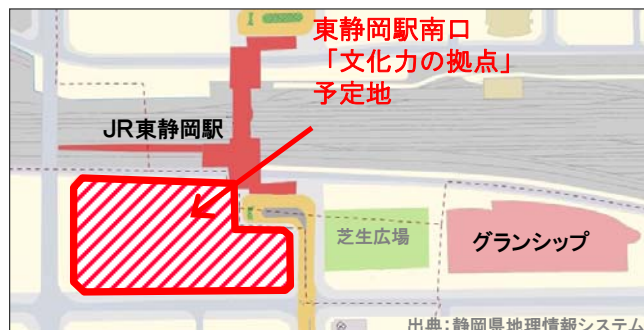 東静岡駅南口
「文化力の拠点」
予定地
JR東静岡駅
芝生広場
グランシップ
出典:静岡県地理情報システム